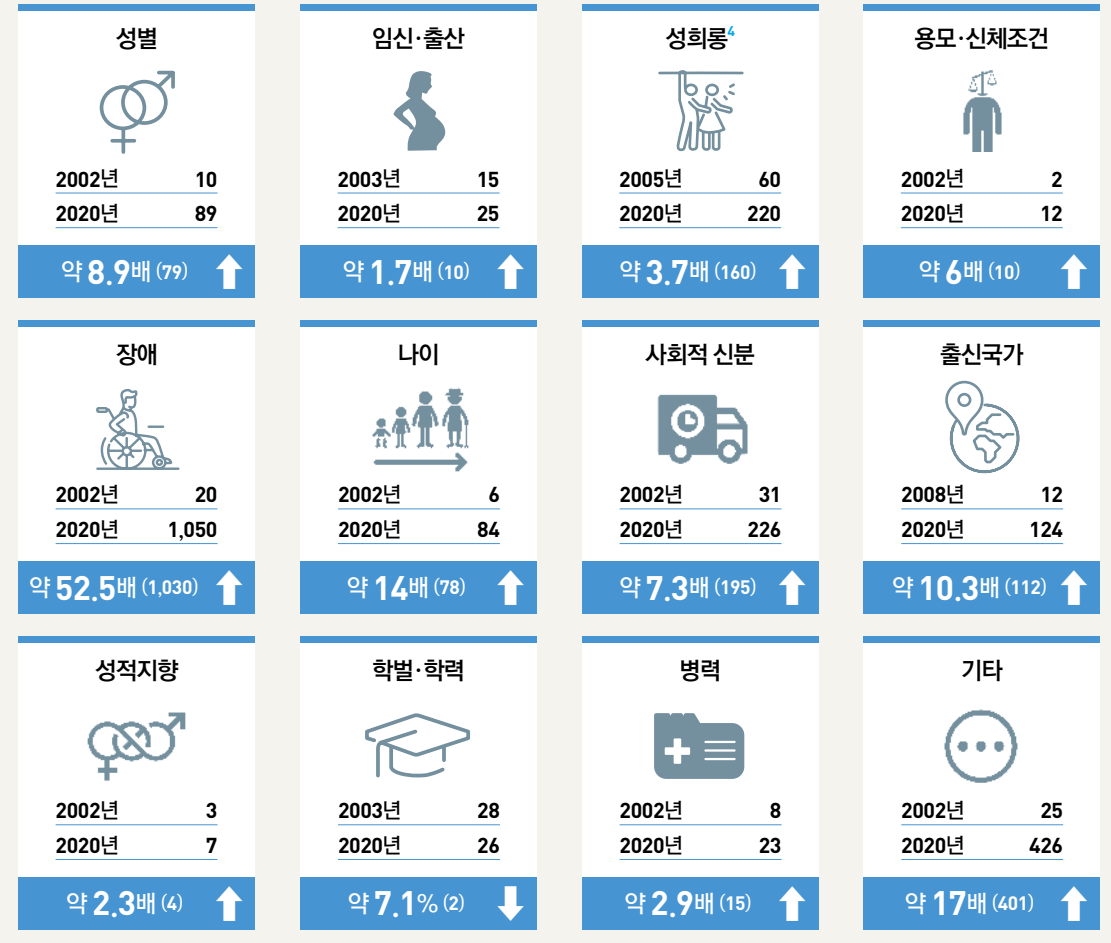 성별
2002년 10
2020년 89
약 8.9배 (79)
임신·출산
2003년 15
2020년 25
약 1.7배 (10)
성희롱4
2005년 60
2020년 220
약 3.7배 (160)
용모·신체조건
2002년 2
2020년 12
약 6배 (10)
장애
2002년 20
2020년 1,050
약 52.5배 (1,030)
나이
2002년 6
2020년 84
약 14배 (78)
사회적 신분
2002년 31
2020년 226
약 7.3배 (195)
출신국가
2008년 12
2020년 124
약 10.3배 (112)
성적지향
2002년 3
2020년 7
약 2.3배 (4)
학벌·학력
2003년 28
2020년 26
약 7.1% (2)
병력
2002년 8
2020년 23
약 2.9배 (15)
기타
2002년 25
2020년 426
약 17배 (401)